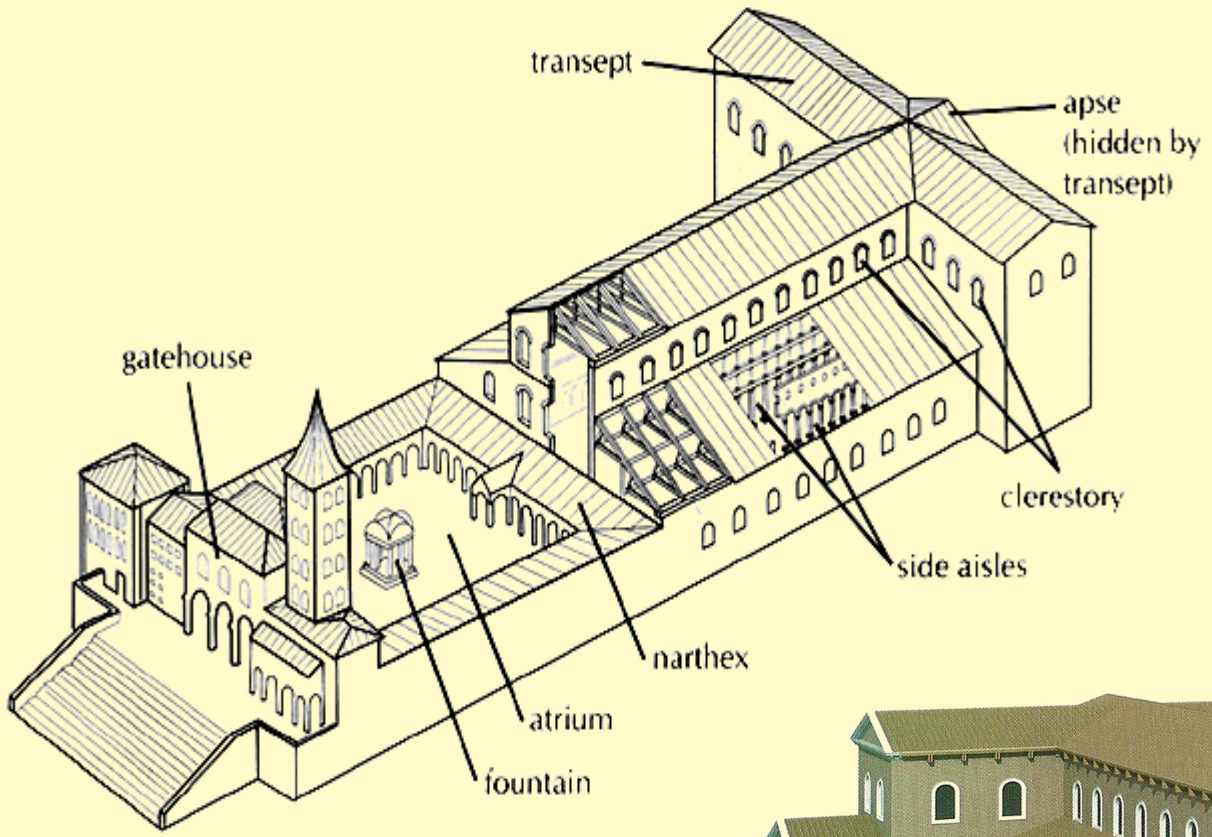 transept
apse
(hidden by
transept)
gatehouse
clerestory
side aisles
narthex
atrium
fountain